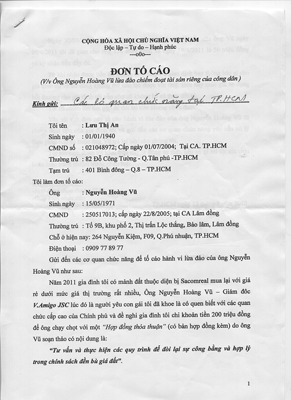 CỘNG HÒA XÃ HỘI CHỦ NGHĨA VIỆT NAM
Độc lập – Tự do – Hạnh phúc
---o0o---
ĐƠN TỐ CÁO
(V/v Ông Nguyễn Hoàng Vũ lừa đảo chiếm đoạt tài sản riêng của công dân)
Kính gửi: Các cơ quan chức năng tại TP.HCM
Tôi tên : Lưu Thị An
Sinh ngày : 01/01/1940
CMND số : 021048972; Cấp ngày 01/07/2004; Tại CA. TP.HCM
Thường trú : 82 Đỗ Công Tường - Q.Tân phú -TP.HCM
Tạm trú : 401 Bình đông – Q.8 – TP.HCM
Tôi làm đơn tố cáo:
Ông : Nguyễn Hoàng Vũ
Sinh ngày : 15/05/1971
CMND : 250517013; cấp ngày 22/8/2005; tại CA Lâm đồng
Thường trú : Tổ 9B, khu phố 2, Thị trấn Lộc thắng, Bảo lâm, Lâm đồng
Chỗ ở hiện nay: 264 Nguyễn Kiệm, F09, Q.Phú nhuận, TP.HCM
Điện thoại : 0909 77 89 77
Gửi đến các cơ quan chức năng để tố cáo hành vi lừa đảo của ông Nguyễn
Hoàng Vũ như sau:
Năm 2011 gia đình tôi có mảnh đất thuộc diện bị Sacomreal mua lại với giá
rẻ dưới mức giá thị trường rất nhiều, Ông Nguyễn Hoàng Vũ – Giám đốc
V.Amigo JSC lúc đó là người yêu con gái tôi đã khoe là có quen biết với các quan
chức cấp cao của Chính phủ và đề nghị gia đình tôi chi khoản tiền 200 triệu đồng
để ông chạy chọt với một "Hợp đồng thỏa thuận" (có bản hợp đồng kèm) do ông
Vũ soạn thảo có nội dung là:
"Tư vấn và thực hiện các quy trình để đòi lại sự công bằng và hợp lý
trong chính sách đền bù giá đất".
1